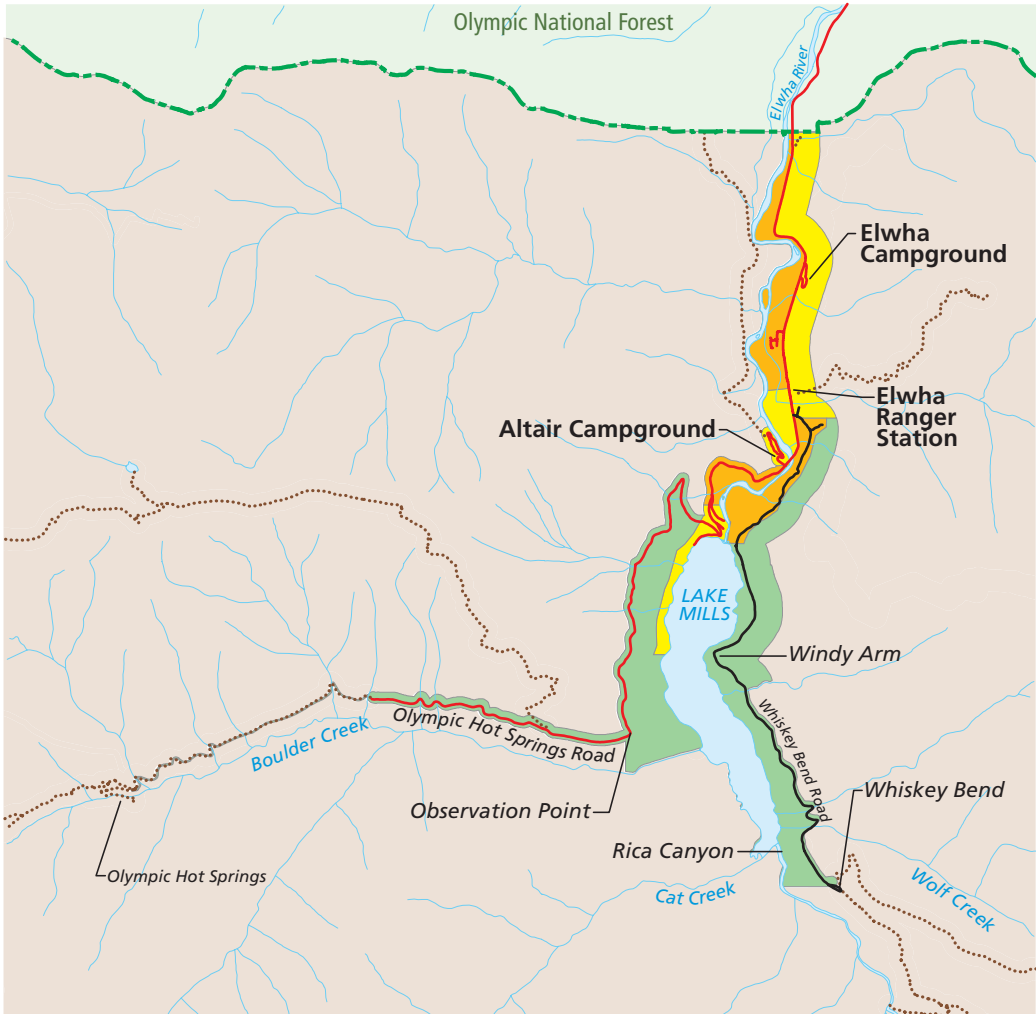 Olympic National Forest
Elwha River
Elwha
Campground
Elwha
Ranger
Station
Altair Campground
LAKE
MILLS
Windy Arm
Olympic Hot Springs Road
Boulder Creek
Whiskey Bend Road
Observation Point
Whiskey Bend
Rica Canyon
Olympic Hot Springs
Cat Creek
Wolf Creek